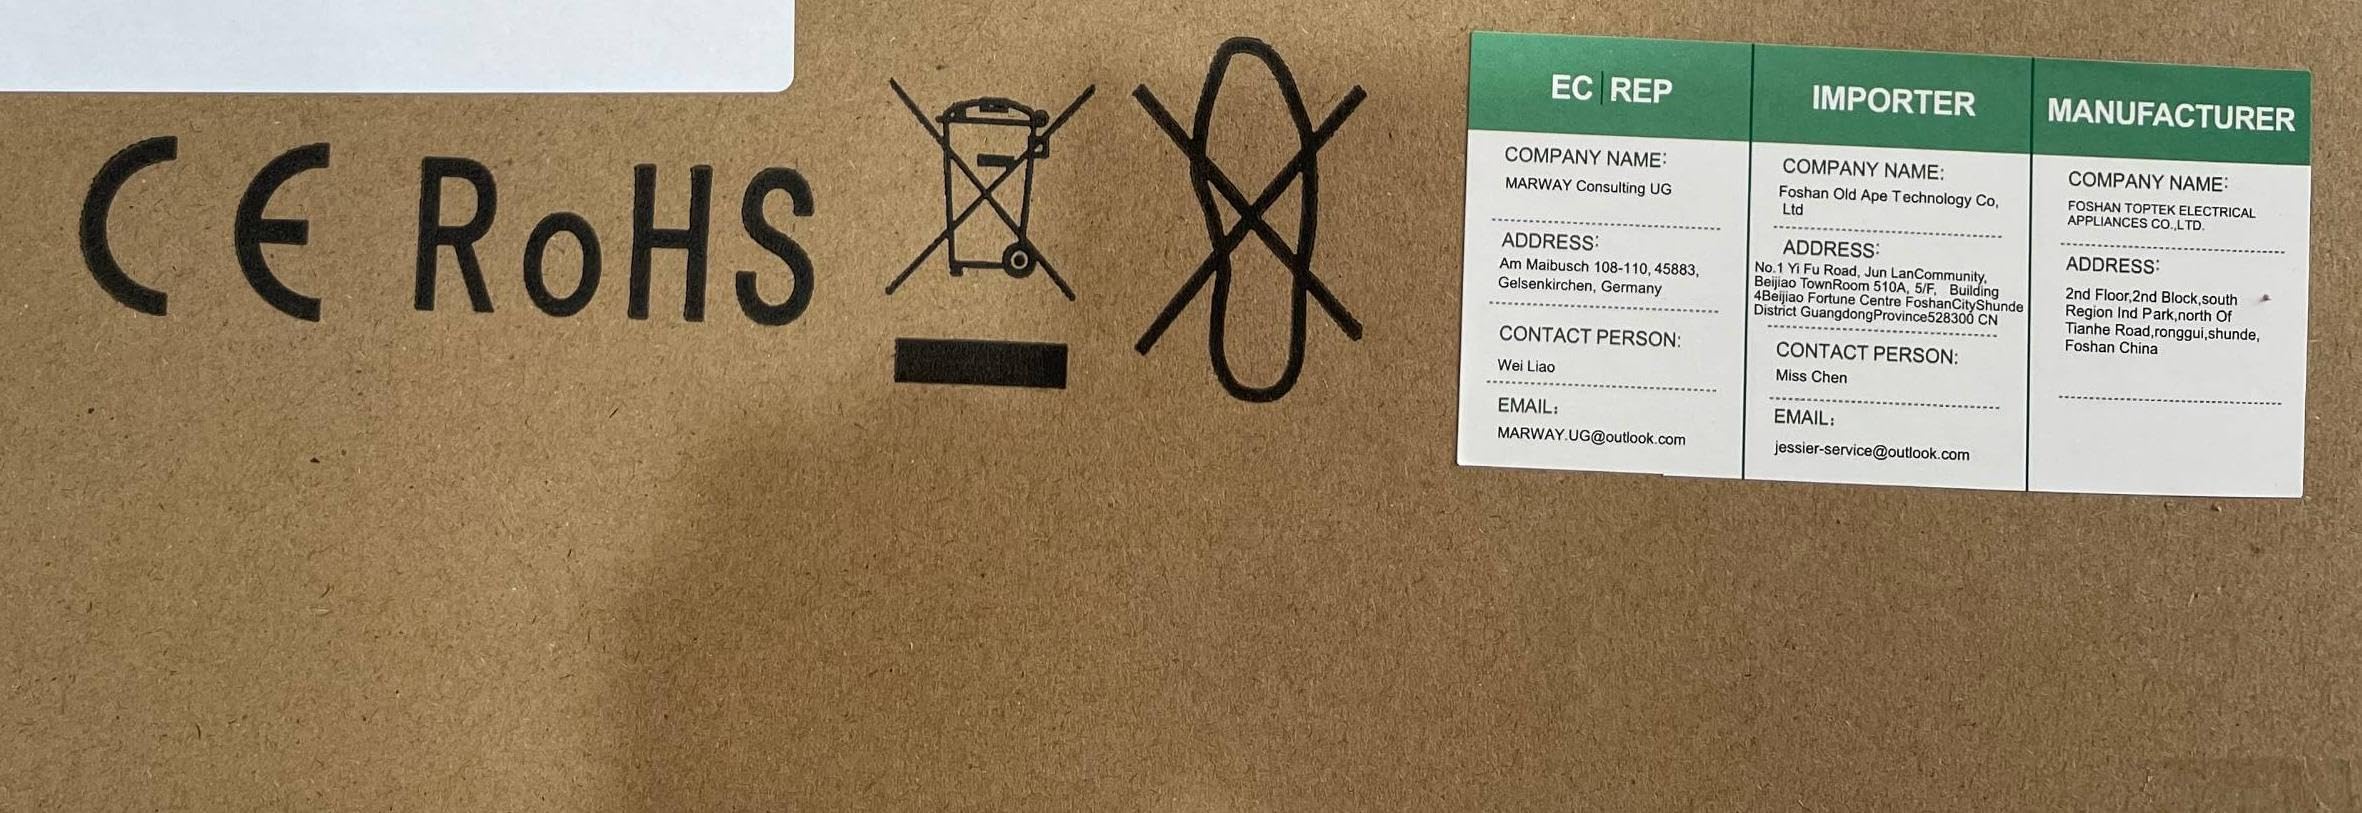 CE RoHS
EC REP
COMPANY NAME:
MARWAY Consulting UG
ADDRESS:
Am Maibusch 108-110, 45883,
Gelsenkirchen, Germany
CONTACT PERSON:
Wei Liao
EMAIL:
MARWAY.UG@outlook.com
IMPORTER
COMPANY NAME:
Foshan Old Ape Technology Co,
Ltd
ADDRESS:
No.1 Yi Fu Road, Jun LanCommunity,
Beijiao TownRoom 510A, 5/F, Building
4Beijiao Fortune Centre FoshanCityShunde
District GuangdongProvince528300 CN
CONTACT PERSON:
Miss Chen
EMAIL:
jessier-service@outlook.com
MANUFACTURER
COMPANY NAME:
FOSHAN TOPTEK ELECTRICAL
APPLIANCES CO.,LTD.
ADDRESS:
2nd Floor,2nd Block,south
Region Ind Park,north Of
Tianhe Road,ronggui,shunde,
Foshan China